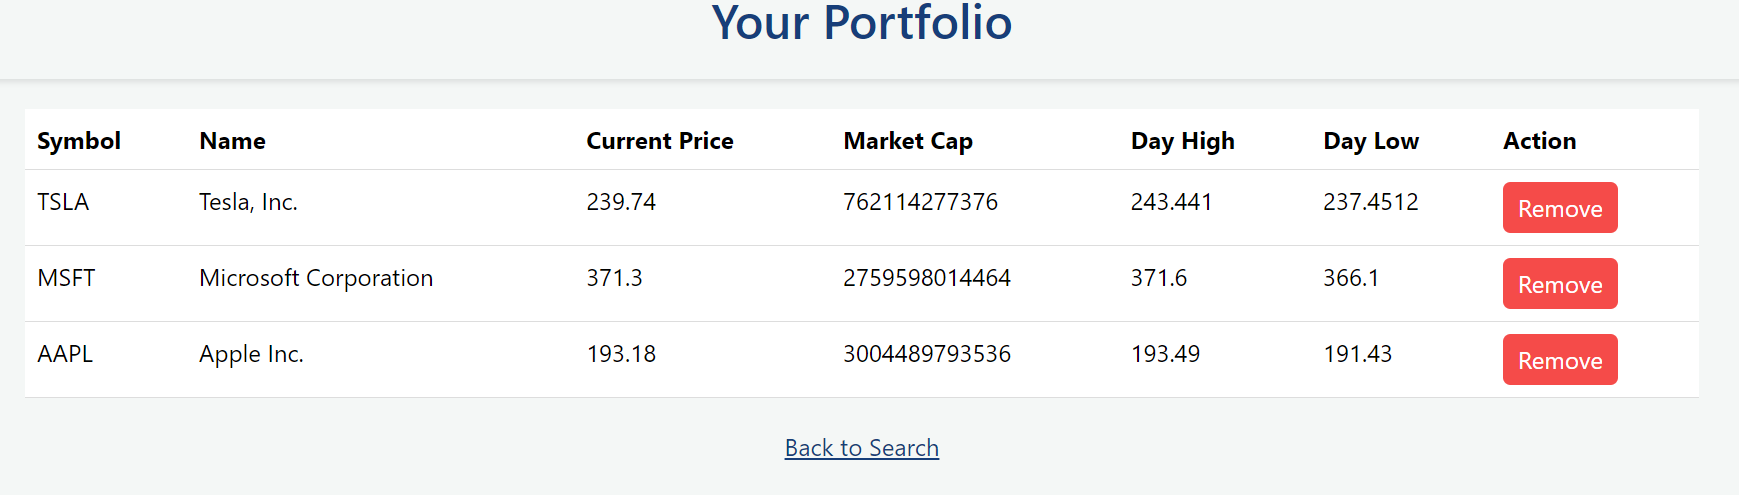 Your Portfolio
Symbol Name Current Price Market Cap Day High Day Low Action
TSLA Tesla, Inc. 239.74 762114277376 243.441 237.4512 Remove
MSFT Microsoft Corporation 371.3 2759598014464 371.6 366.1 Remove
AAPL Apple Inc. 193.18 3004489793536 193.49 191.43 Remove
Back to Search